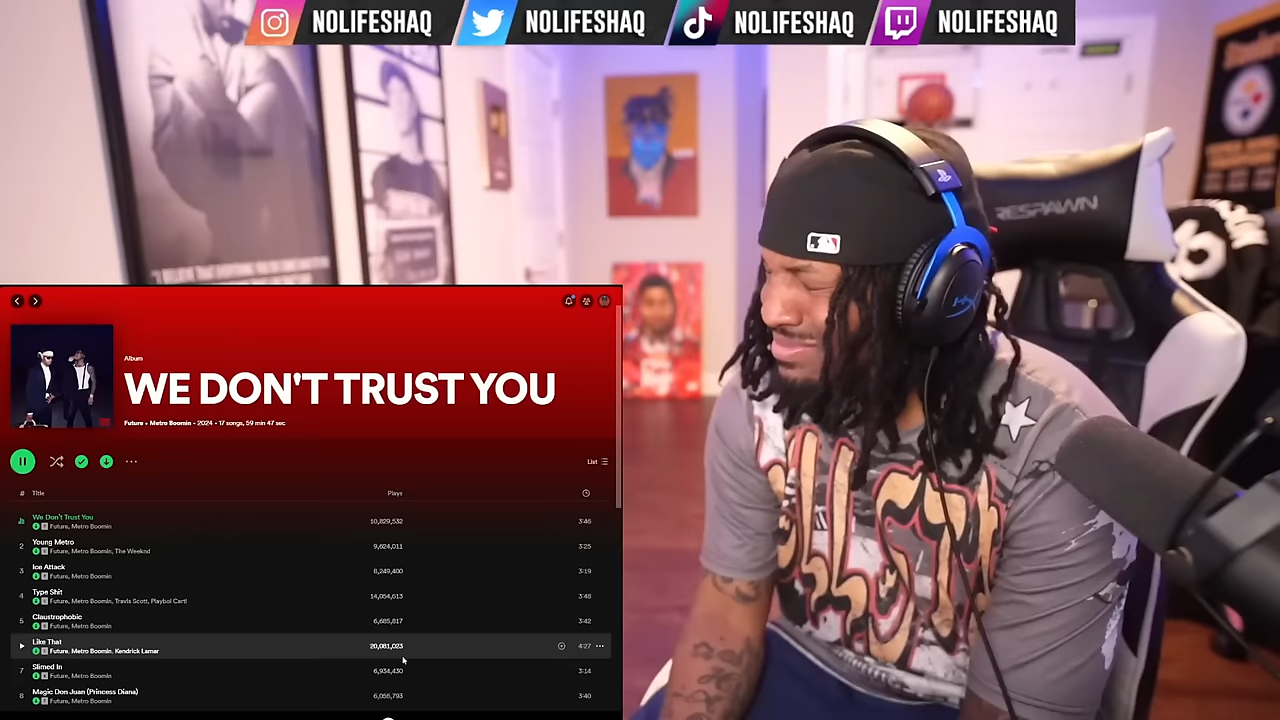 NOLIFESHAQ NOLIFESHAQ NOLIFESHAQ NOLIFESHAQ
RESPAWN
Album
WE DON'T TRUST YOU
Future • Metro Boomin • 2024 • 17 songs, 59 min 47 sec
List
# Title Plays
We Don't Trust You 10,829,532 3:46
Future, Metro Boomin
2 Young Metro 9,624,011 3:25
Future, Metro Boomin, The Weeknd
3 Ice Attack 8,249,400 3:19
Future, Metro Boomin
4 Type Shit 14,054,613 3:48
Future, Metro Boomin, Travis Scott, Playboi Carti
5 Claustrophobic 6,685,817 3:42
Future, Metro Boomin
Like That 20,081,023 4:27
Future, Metro Boomin, Kendrick Lamar
7 Slimed In 6,934,430 3:14
Future, Metro Boomin
8 Magic Don Juan (Princess Diana) 6,056,793 3:40
Future, Metro Boomin